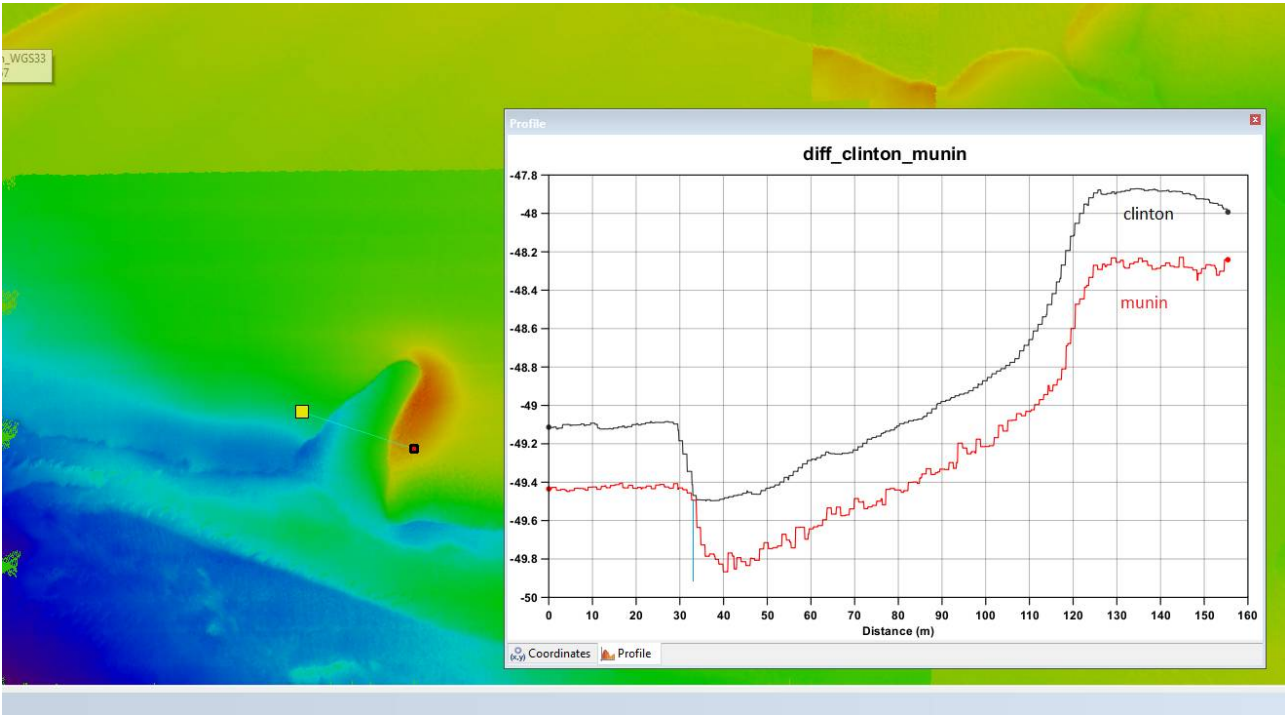 _WGS33
Profile
diff_clinton_munin
-47.8
-48
-48.2
-48.4
-48.6
-48.8
-49
-49.2
-49.4
-49.6
-49.8
-50
clinton
munin
0 10 20 30 40 50 60 70 80 90 100 110 120 130 140 150 160
Distance (m)
(x,y) Coordinates Profile